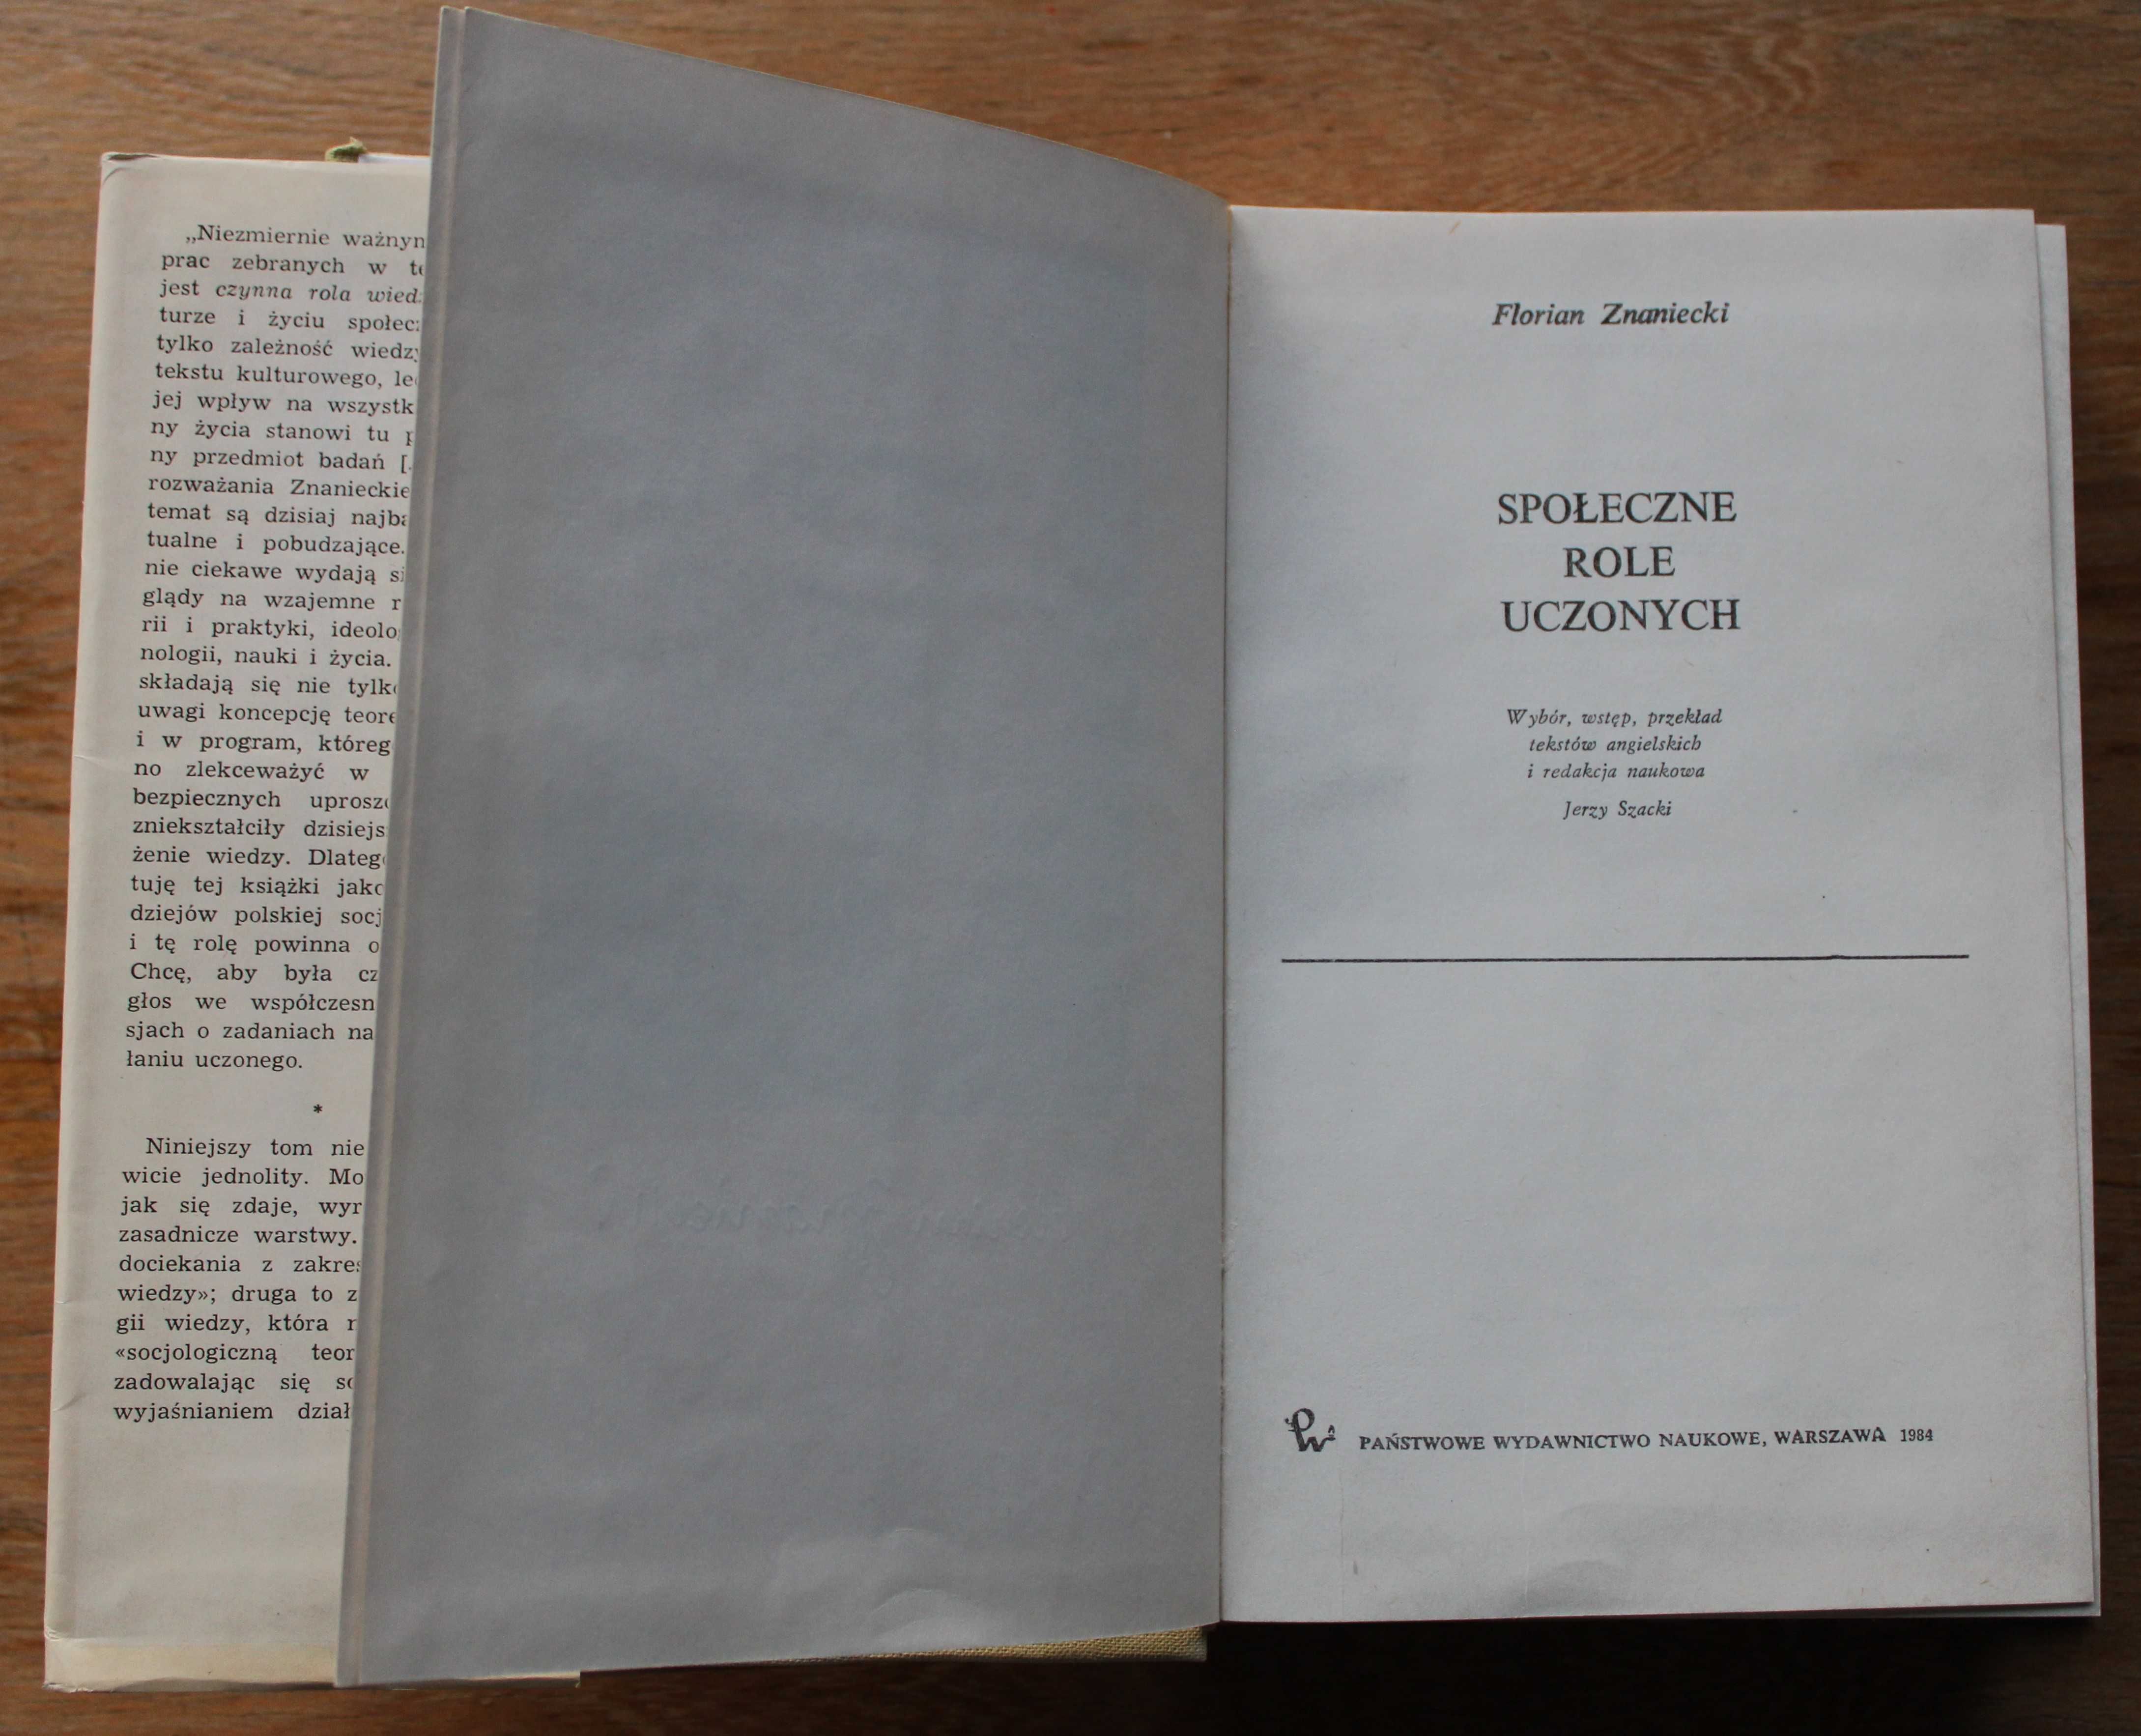 „Niezmiernie
prac zebranych w
jest czynna rola
turze i życiu
tylko zależność
tekstu kulturowego,
jej wpływ na
ny życia stanowi tu
ny przedmiot badań
rozważania
temat są dzisiaj
tualne i pobudzające.
nie ciekawe wydają
glądy na wzajemne
rii i praktyki,
nologii, nauki i życia.
składają się nie
uwagi koncepcję
i w program,
no zlekceważyć w
bezpiecznych
zniekształciły
żenie wiedzy.
tuję tej książki
dziejów polskiej
i tę rolę powinna
Chcę, aby była
głos we
sjach o zadaniach
łaniu uczonego.
*
Niniejszy tom nie
wicie jednolity.
jak się zdaje,
zasadnicze warstwy.
dociekania z
wiedzy»; druga to
gii wiedzy, która
«socjologiczną
zadowalając się
wyjaśnianiem
Florian Znaniecki
SPOŁECZNE
ROLE
UCZONYCH
Wybór, wstęp, przekład
tekstów angielskich
i redakcja naukowa
Jerzy Szacki
PAŃSTWOWE WYDAWNICTWO NAUKOWE, WARSZAWA 1984